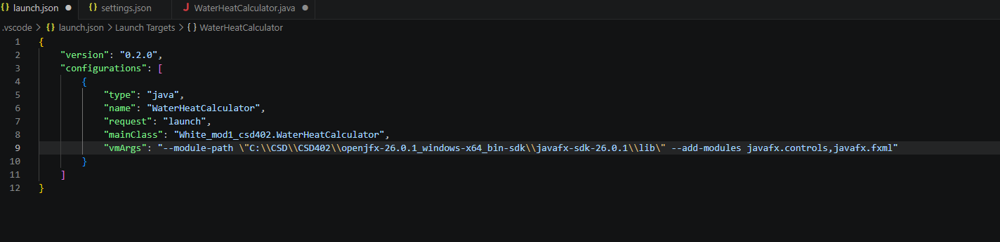 {} launch.json ● {} settings.json J WaterHeatCalculator.java ●
.vscode > {} launch.json > Launch Targets > {} WaterHeatCalculator
1 {
2 "version": "0.2.0",
3 "configurations": [
4 {
5 "type": "java",
6 "name": "WaterHeatCalculator",
7 "request": "launch",
8 "mainClass": "White_mod1_csd402.WaterHeatCalculator",
9 "vmArgs": "--module-path \"C:\\CSD\\CSD402\\openjfx-26.0.1_windows-x64_bin-sdk\\javafx-sdk-26.0.1\\lib\" --add-modules javafx.controls,javafx.fxml"
10 }
11 ]
12 }